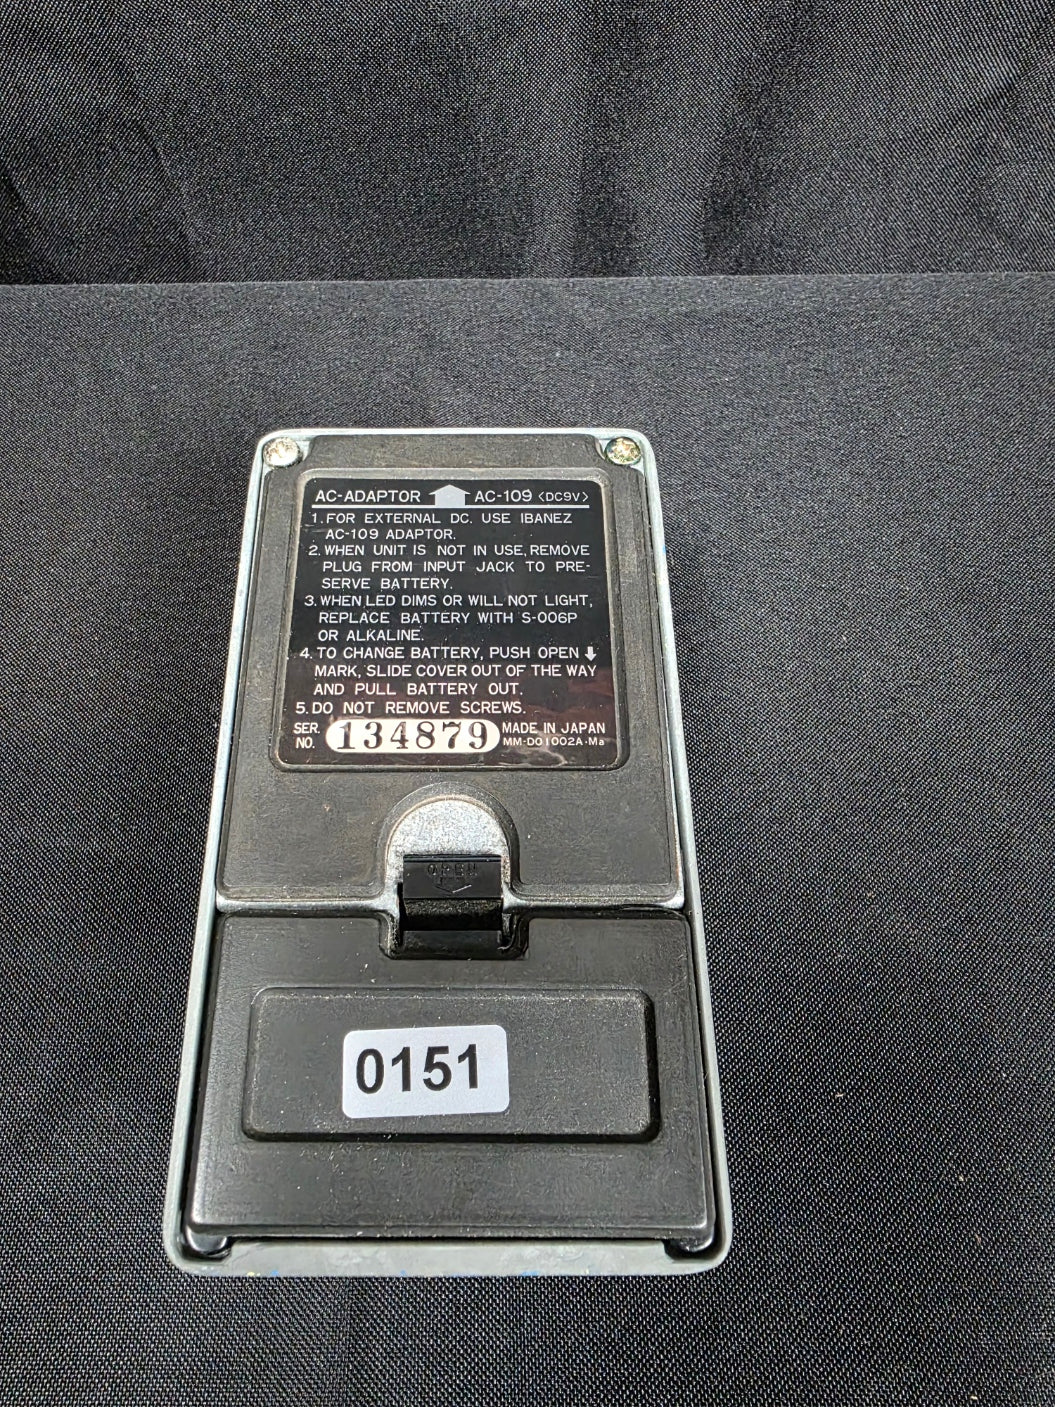 AC-ADAPTOR AC-109 <DC9V>
1. FOR EXTERNAL DC. USE IBANEZ
AC-109 ADAPTOR.
2. WHEN UNIT IS NOT IN USE, REMOVE
PLUG FROM INPUT JACK TO PRE-
SERVE BATTERY.
3. WHEN LED DIMS OR WILL NOT LIGHT,
REPLACE BATTERY WITH S-006P
OR ALKALINE.
4. TO CHANGE BATTERY, PUSH OPEN
MARK, SLIDE COVER OUT OF THE WAY
AND PULL BATTERY OUT.
5. DO NOT REMOVE SCREWS.
SER. NO. 134879 MADE IN JAPAN
MM-D01002A·Ma
OPEN
0151